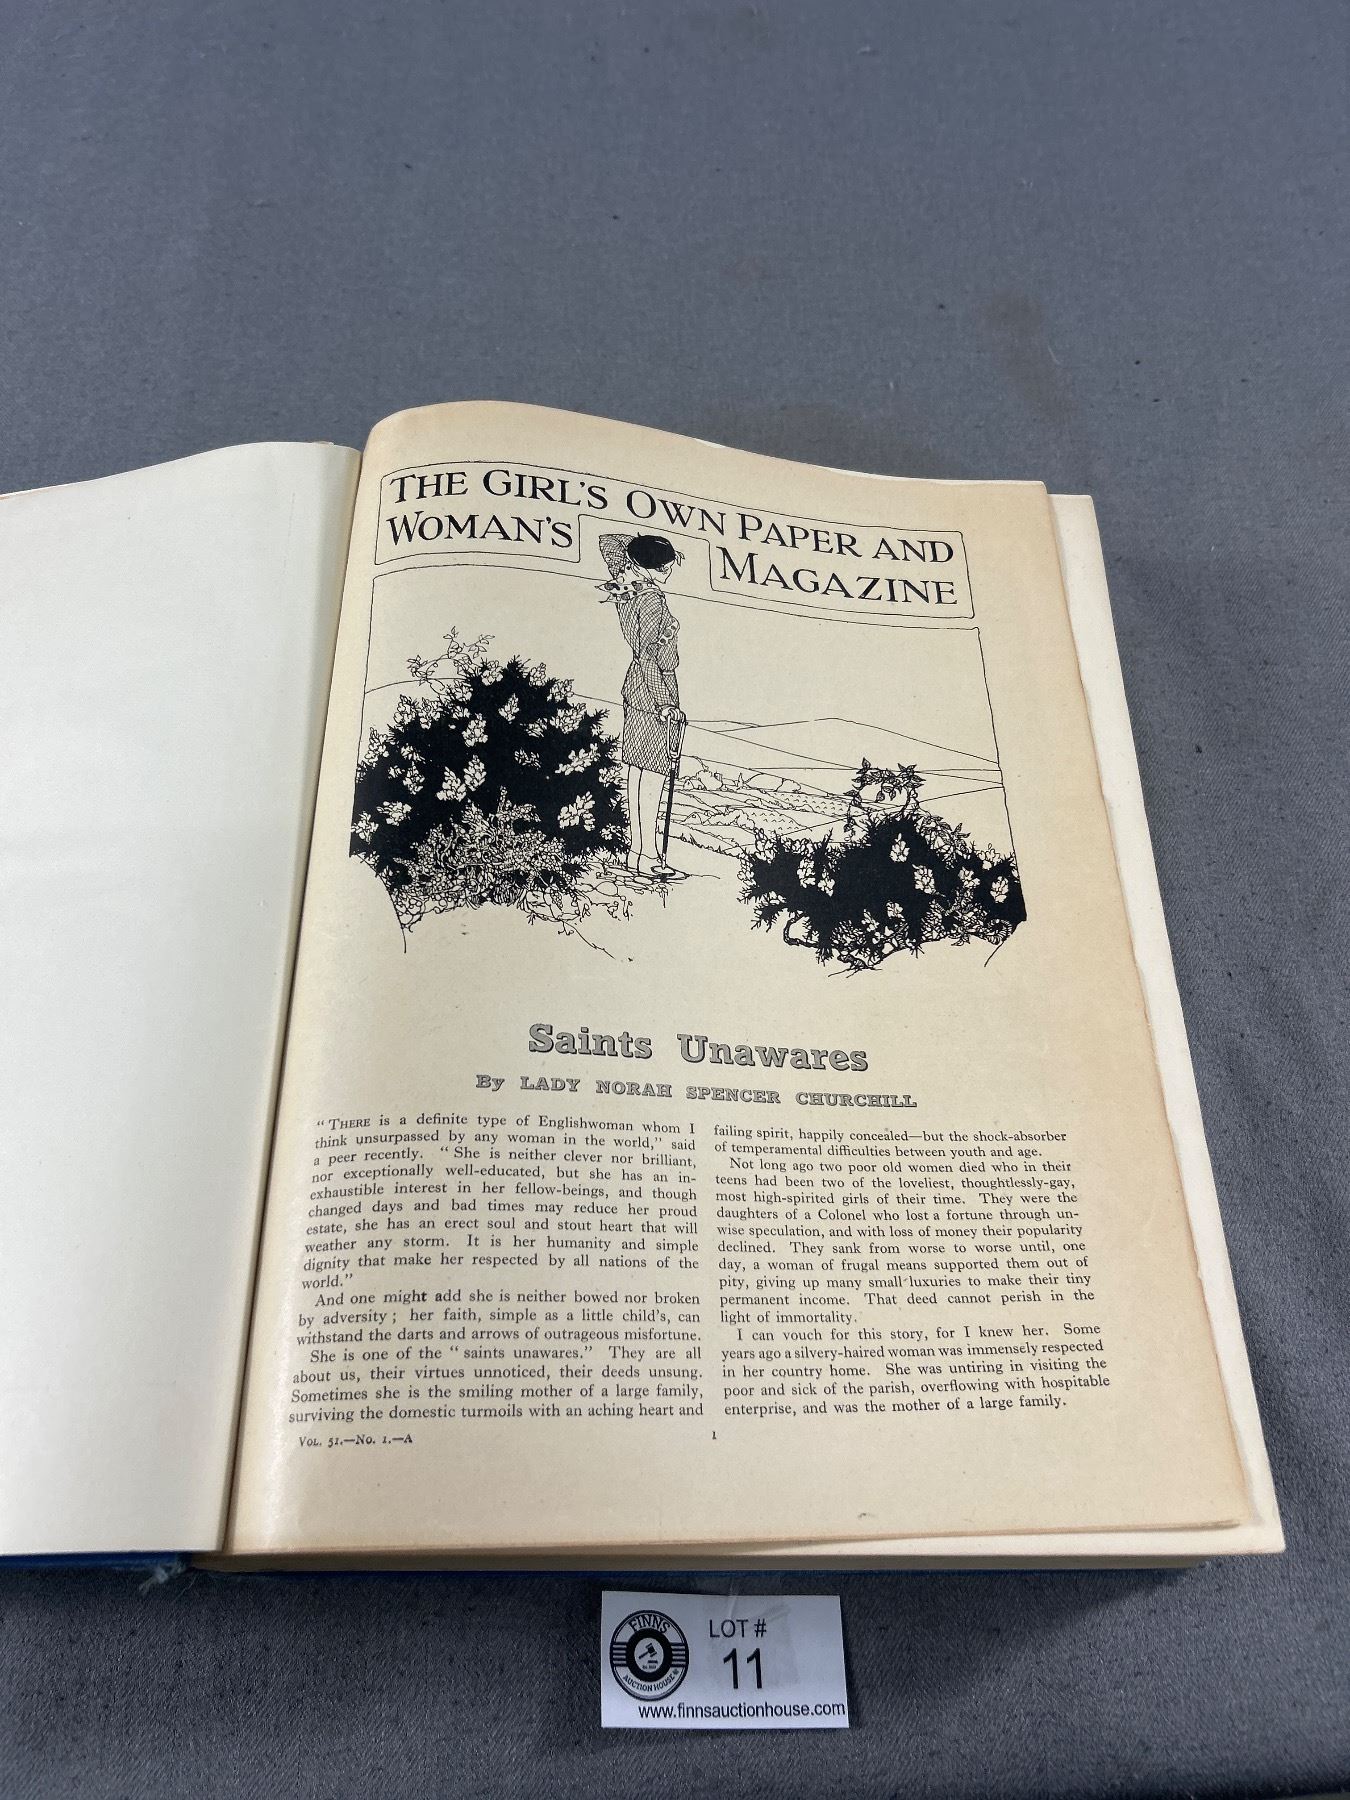 THE GIRL'S OWN PAPER AND
WOMAN'S MAGAZINE
Saints Unawares
By LADY NORAH SPENCER CHURCHILL
"THERE is a definite type of Englishwoman whom I
think unsurpassed by any woman in the world," said
a peer recently. "She is neither clever nor brilliant,
nor exceptionally well-educated, but she has an in-
exhaustible interest in her fellow-beings, and though
changed days and bad times may reduce her proud
estate, she has an erect soul and stout heart that will
weather any storm. It is her humanity and simple
dignity that make her respected by all nations of the
world."
And one might add she is neither bowed nor broken
by adversity; her faith, simple as a little child's, can
withstand the darts and arrows of outrageous misfortune.
She is one of the "saints unawares." They are all
about us, their virtues unnoticed, their deeds unsung.
Sometimes she is the smiling mother of a large family,
surviving the domestic turmoils with an aching heart and
failing spirit, happily concealed—but the shock-absorber
of temperamental difficulties between youth and age.
Not long ago two poor old women died who in their
teens had been two of the loveliest, thoughtlessly-gay,
most high-spirited girls of their time. They were the
daughters of a Colonel who lost a fortune through un-
wise speculation, and with loss of money their popularity
declined. They sank from worse to worse until, one
day, a woman of frugal means supported them out of
pity, giving up many small luxuries to make their tiny
permanent income. That deed cannot perish in the
light of immortality.
I can vouch for this story, for I knew her. Some
years ago a silvery-haired woman was immensely respected
in her country home. She was untiring in visiting the
poor and sick of the parish, overflowing with hospitable
enterprise, and was the mother of a large family.
VOL. 51.—NO. 1.—A
1
FINNS
AUCTION HOUSE
LOT #
11
www.finnsauctionhouse.com